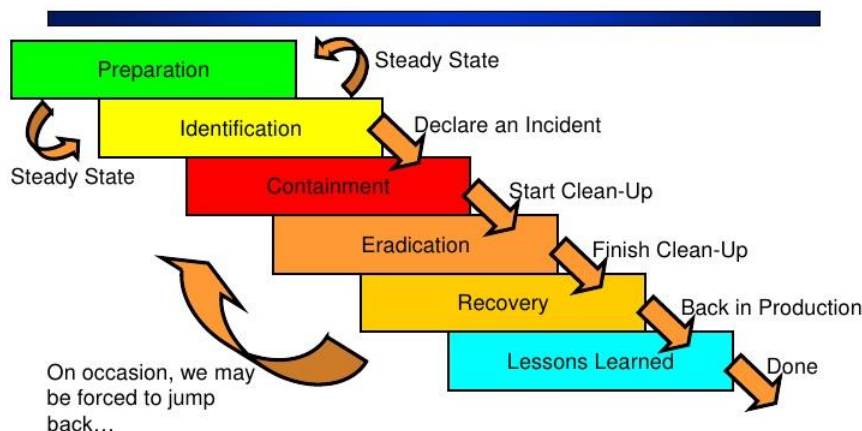 Preparation
Steady State
Identification
Declare an Incident
Steady State
Containment
Start Clean-Up
Eradication
Finish Clean-Up
Recovery
Back in Production
Lessons Learned
Done
On occasion, we may
be forced to jump
back…